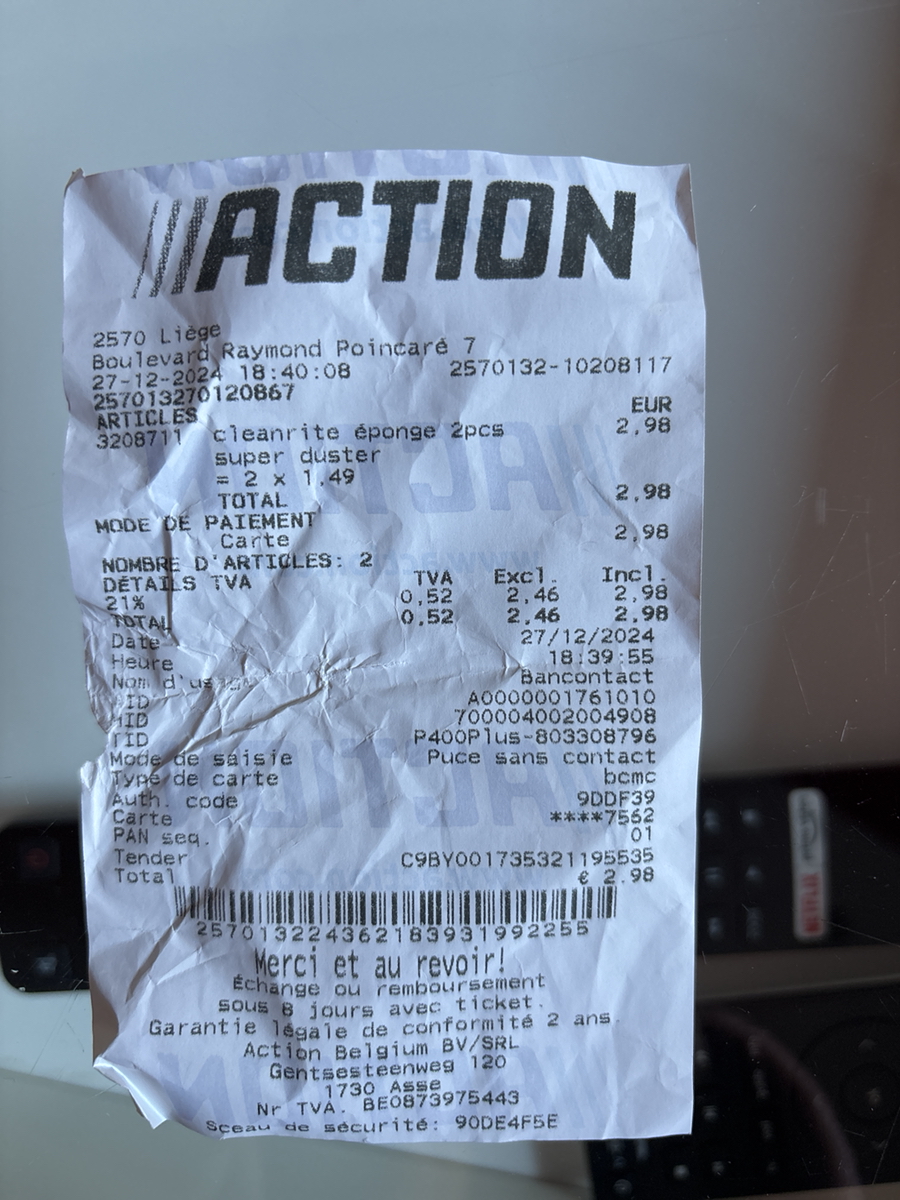 ACTION
2570 Liège
Boulevard Raymond Poincaré 7
27-12-2024 18:40:08 2570132-10208117
257013270120867
ARTICLES EUR
3208711 cleanrite éponge 2pcs 2,98
super duster
= 2 x 1,49
TOTAL 2,98
MODE DE PAIEMENT
Carte 2,98
NOMBRE D'ARTICLES: 2
DÉTAILS TVA TVA Excl. Incl.
21% 0,52 2,46 2,98
TOTAL 0,52 2,46 2,98
Date 27/12/2024
Heure 18:39:55
Nom d'usage Bancontact
AID A0000001761010
MID 700004002004908
TID P400Plus-803308796
Mode de saisie Puce sans contact
Type de carte bcmc
Auth. code 9DDF39
Carte ****7562
PAN seq. 01
Tender C9BY001735321195535
Total € 2.98
2570132243621839319922​55
Merci et au revoir!
Échange ou remboursement
sous 8 jours avec ticket.
Garantie légale de conformité 2 ans.
Action Belgium BV/SRL
Gentsesteenweg 120
1730 Asse
Nr TVA. BE0873975443
Sceau de sécurité: 90DE4F5E